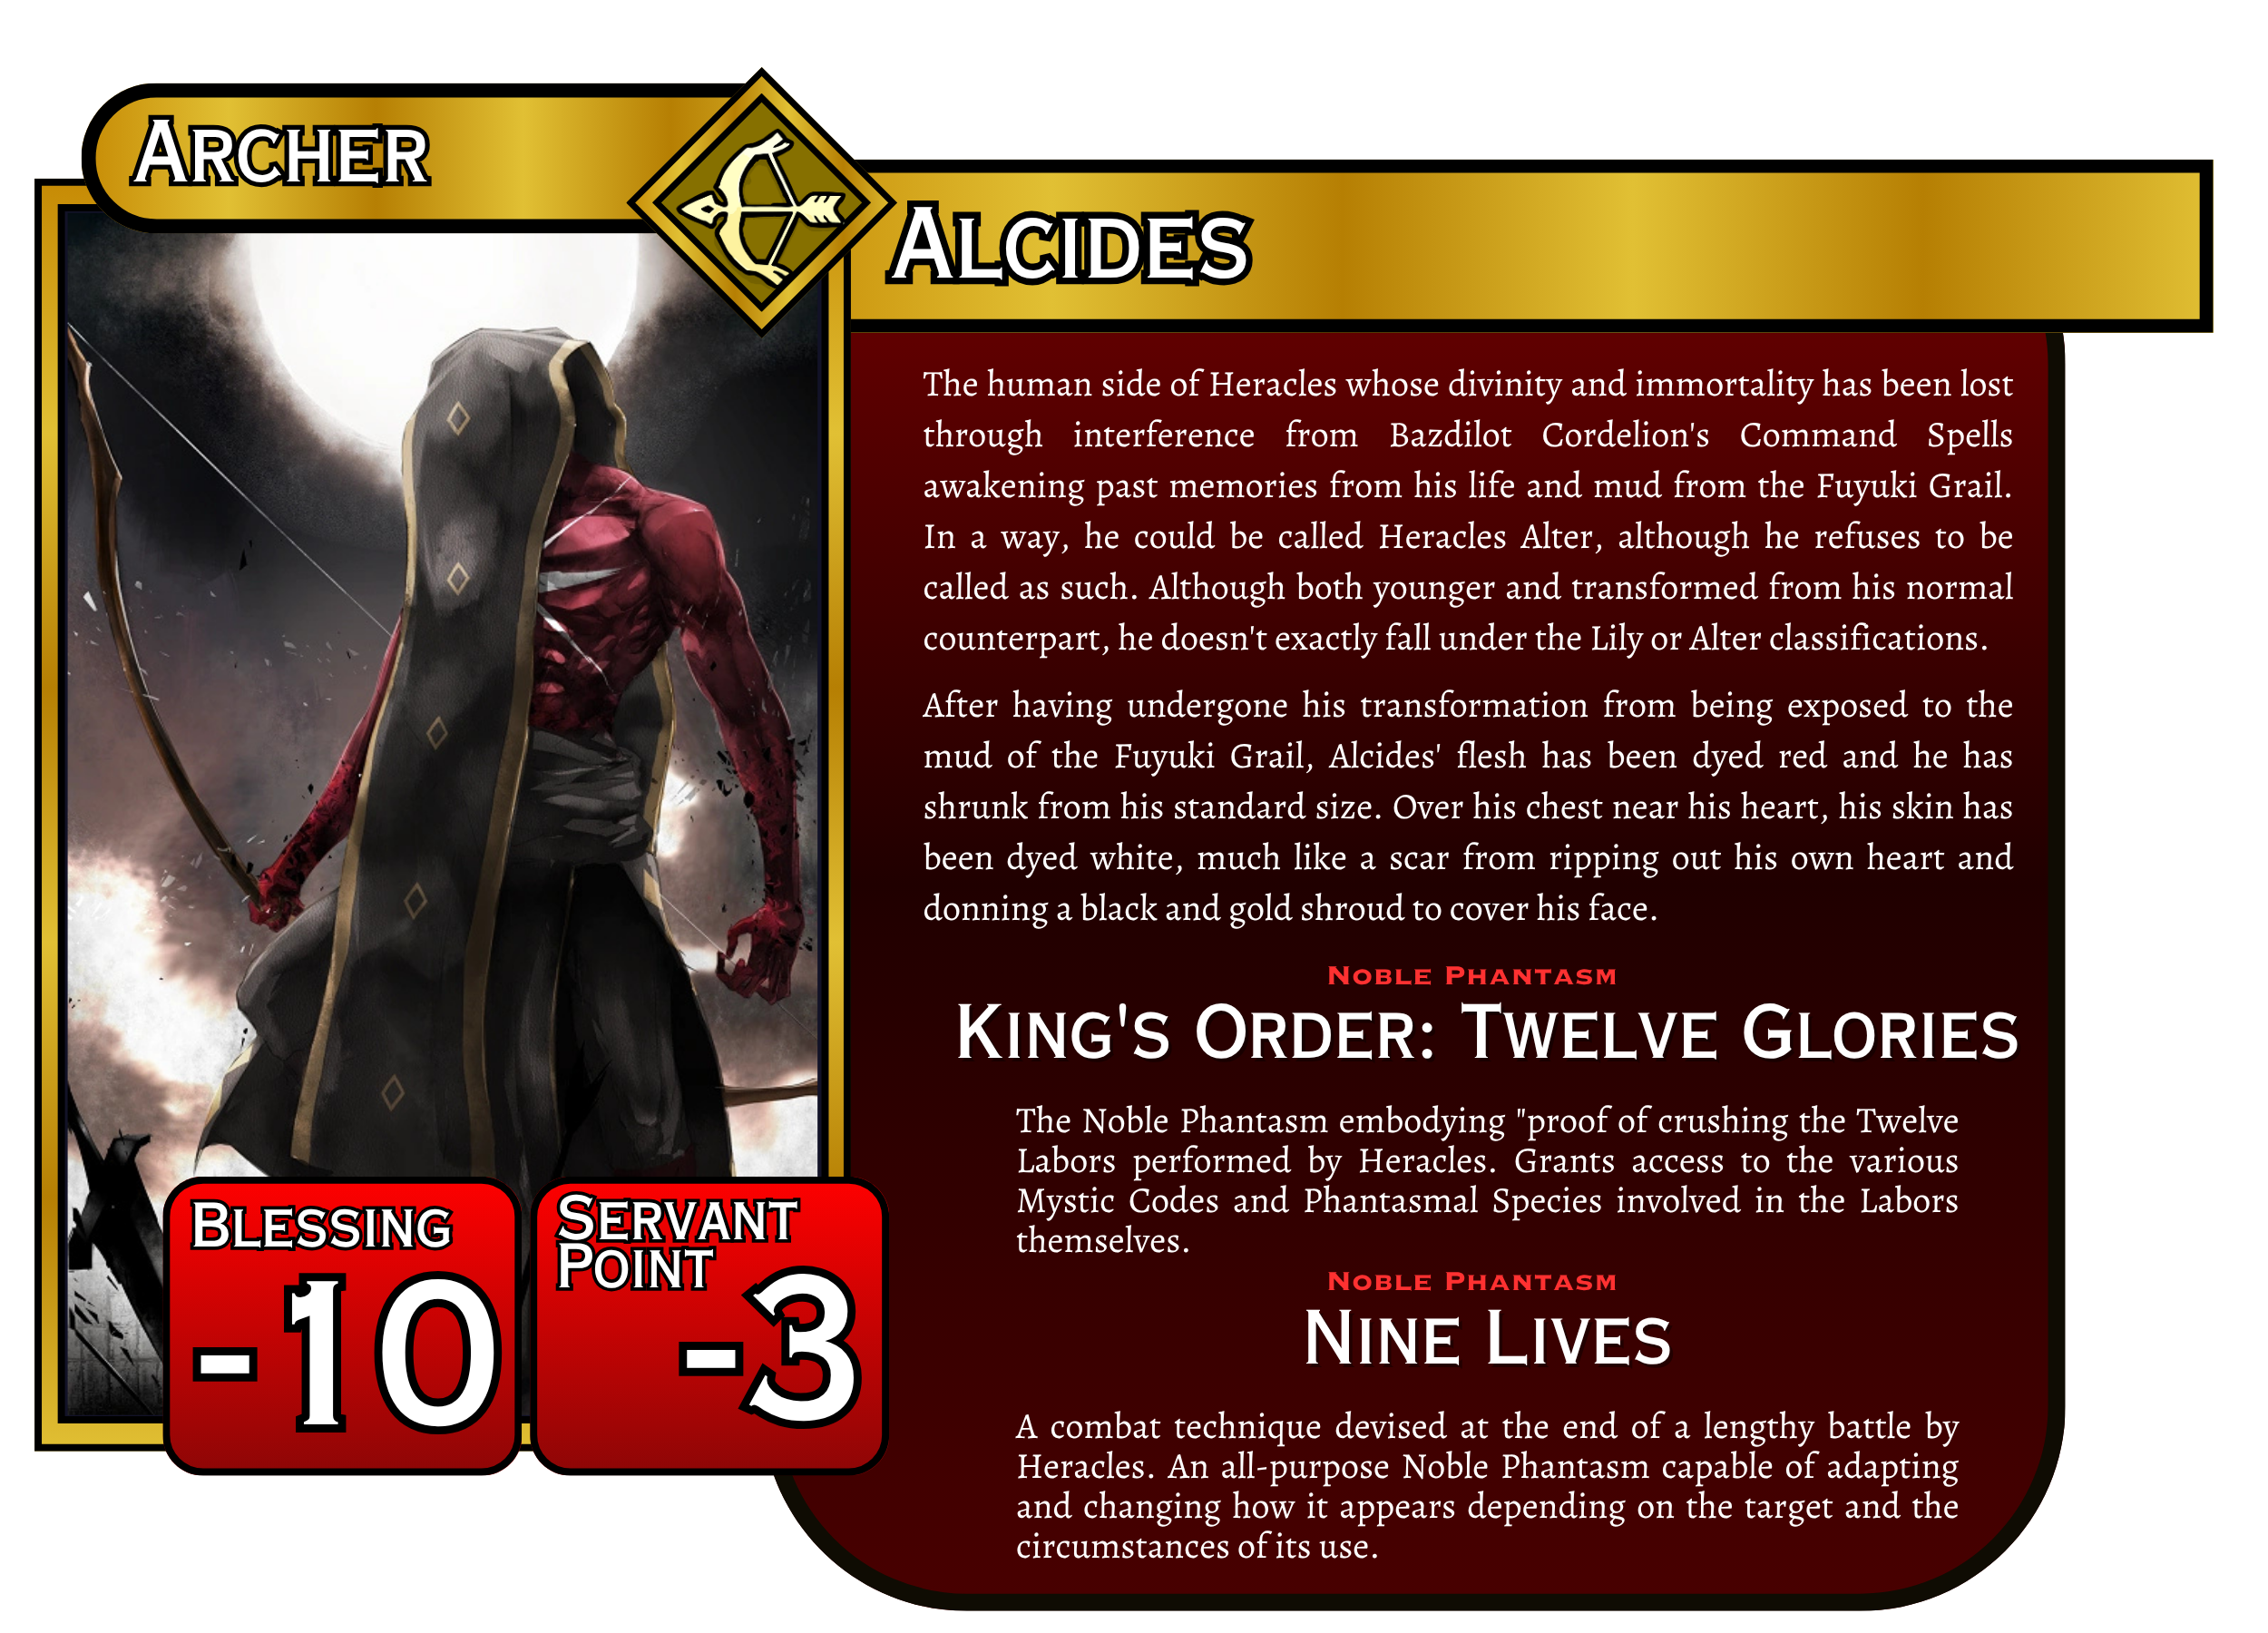 Archer
Alcides
The human side of Heracles whose divinity and immortality has been lost
through interference from Bazdilot Cordelion's Command Spells
awakening past memories from his life and mud from the Fuyuki Grail.
In a way, he could be called Heracles Alter, although he refuses to be
called as such. Although both younger and transformed from his normal
counterpart, he doesn't exactly fall under the Lily or Alter classifications.
After having undergone his transformation from being exposed to the
mud of the Fuyuki Grail, Alcides' flesh has been dyed red and he has
shrunk from his standard size. Over his chest near his heart, his skin has
been dyed white, much like a scar from ripping out his own heart and
donning a black and gold shroud to cover his face.
Noble Phantasm
King's Order: Twelve Glories
The Noble Phantasm embodying "proof of crushing the Twelve
Labors performed by Heracles. Grants access to the various
Mystic Codes and Phantasmal Species involved in the Labors
themselves.
Noble Phantasm
Nine Lives
A combat technique devised at the end of a lengthy battle by
Heracles. An all-purpose Noble Phantasm capable of adapting
and changing how it appears depending on the target and the
circumstances of its use.
Blessing
-10
Servant
Point
-3